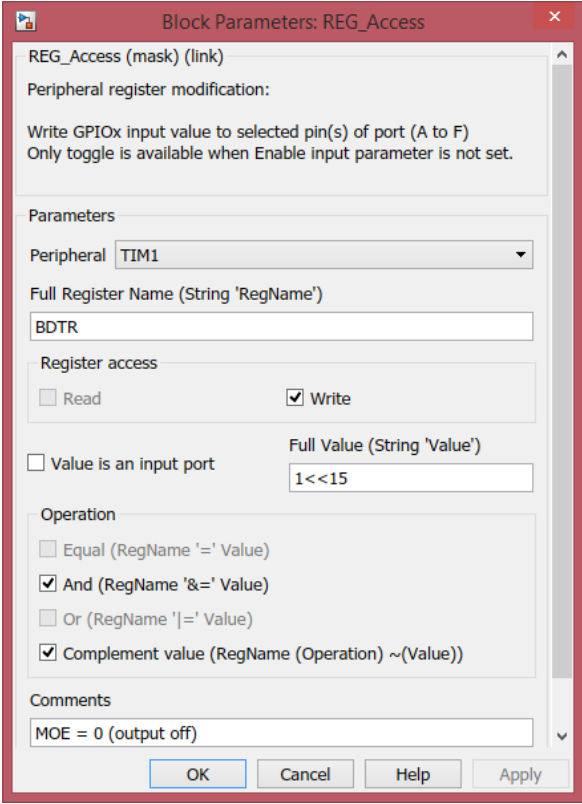 Block Parameters: REG_Access
REG_Access (mask) (link)
Peripheral register modification:
Write GPIOx input value to selected pin(s) of port (A to F)
Only toggle is available when Enable input parameter is not set.
Parameters
Peripheral TIM1
Full Register Name (String 'RegName')
BDTR
Register access
Read Write
Full Value (String 'Value')
Value is an input port
1<<15
Operation
Equal (RegName '=' Value)
And (RegName '&=' Value)
Or (RegName '|=' Value)
Complement value (RegName (Operation) ~(Value))
Comments
MOE = 0 (output off)
OK Cancel Help Apply